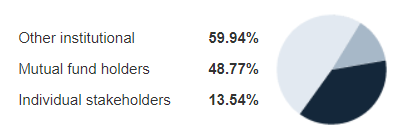 Other institutional 59.94%
Mutual fund holders 48.77%
Individual stakeholders 13.54%